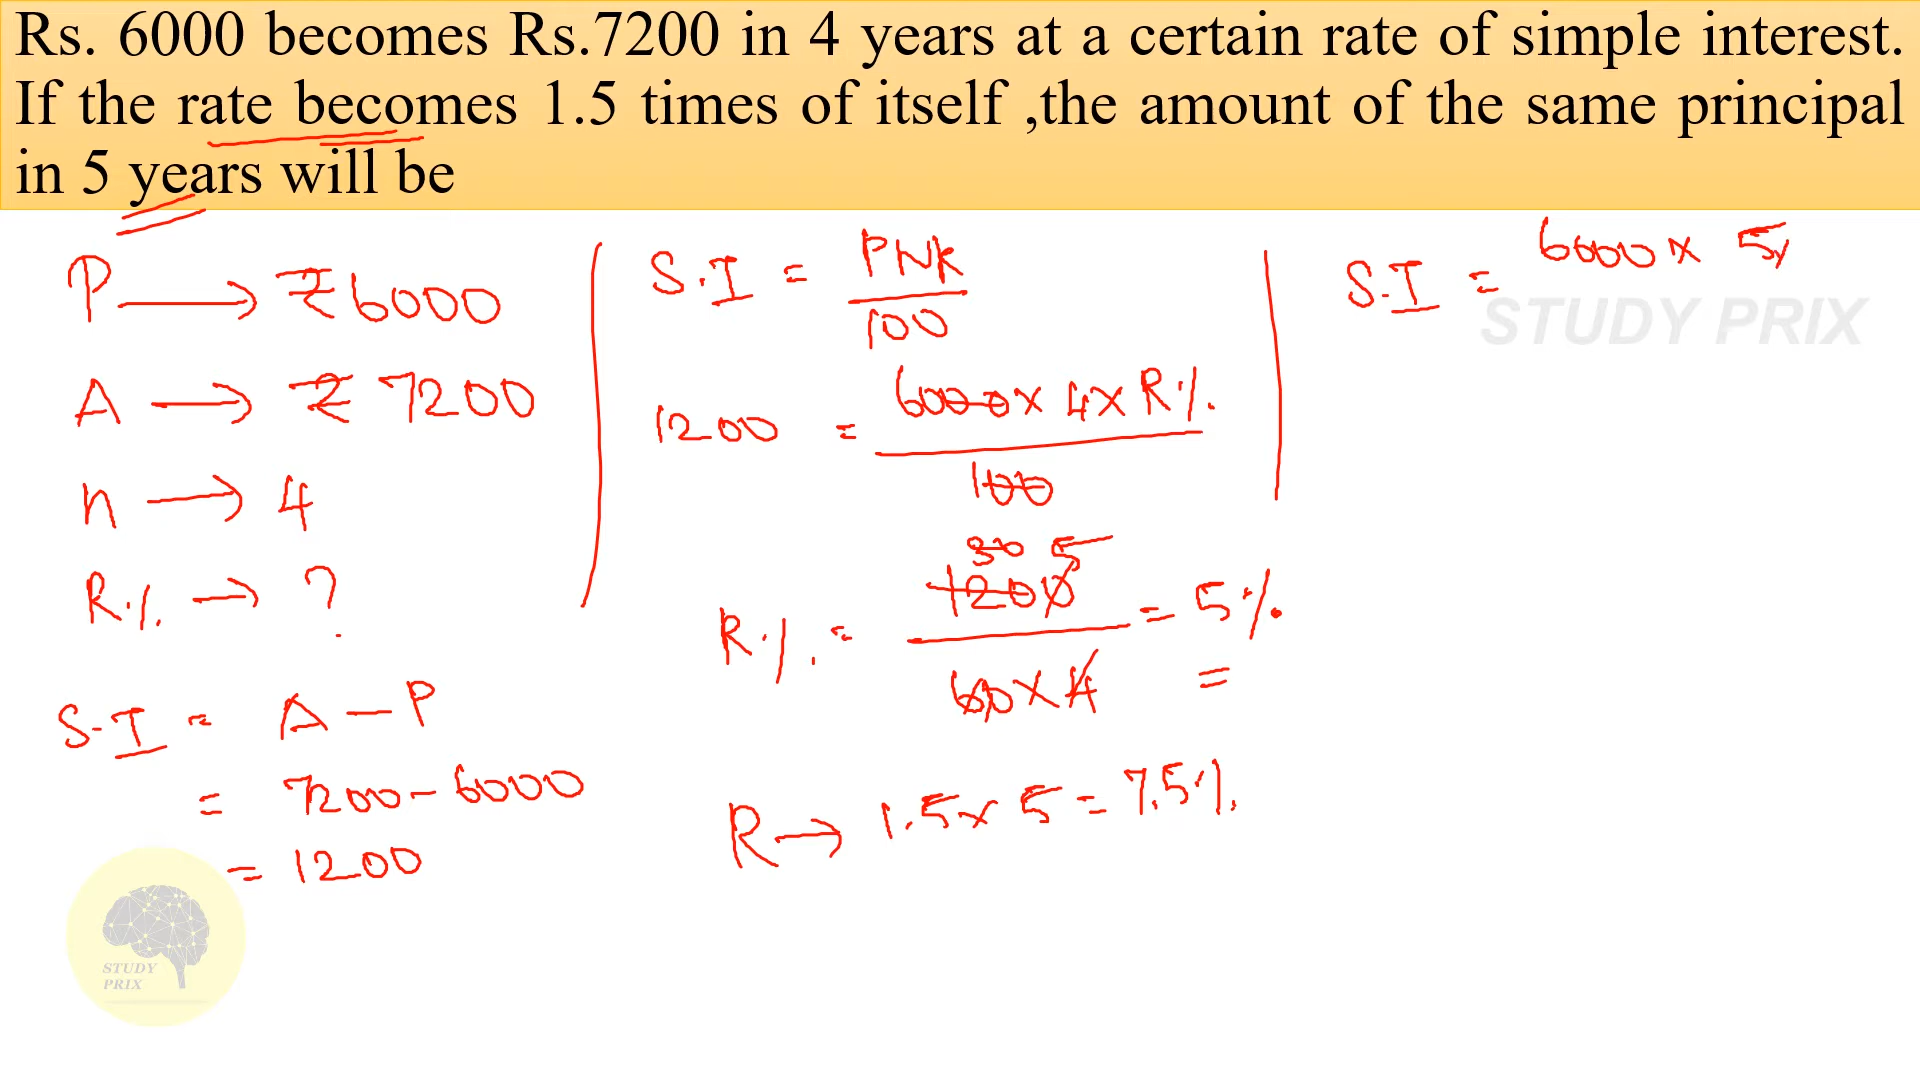 Rs. 6000 becomes Rs.7200 in 4 years at a certain rate of simple interest.
If the rate becomes 1.5 times of itself ,the amount of the same principal
in 5 years will be
P → ₹6000
A → ₹ 7200
n → 4
R% → ?
S.I = A - P
= 7200 - 6000
= 1200
S.I = PNR
100
1200 = 6000 x 4 x R%
100
30 5
R% = 1200 = 5%
60 x 4 =
R → 1.5 x 5 = 7.5%
S.I = 6000 x 5
STUDY PRIX
STUDY
PRIX